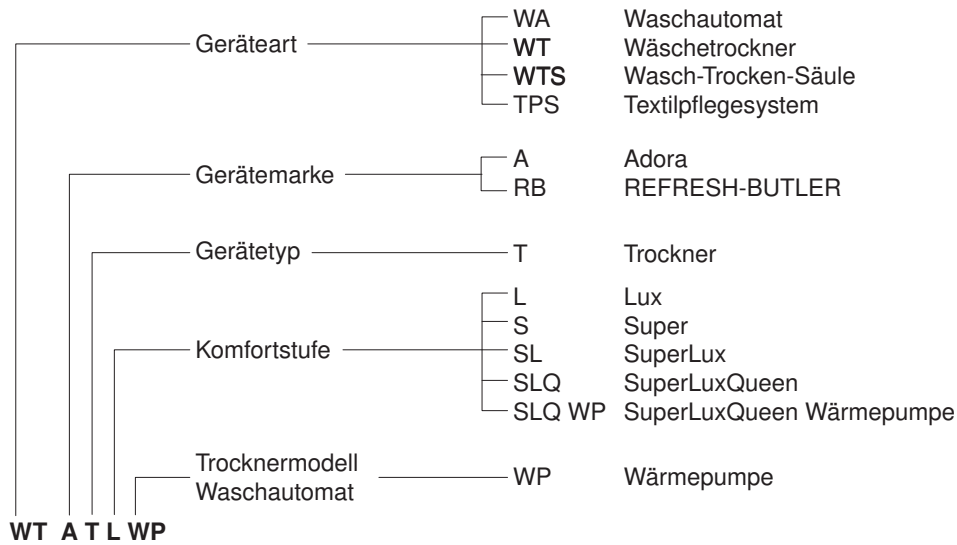 WA Waschautomat
Geräteart WT Wäschetrockner
WTS Wasch-Trocken-Säule
TPS Textilpflegesystem
A Adora
Gerätemarke
RB REFRESH-BUTLER
Gerätetyp T Trockner
L Lux
S Super
Komfortstufe SL SuperLux
SLQ SuperLuxQueen
SLQ WP SuperLuxQueen Wärmepumpe
Trocknermodell
Waschautomat
WP Wärmepumpe
WT A T L WP